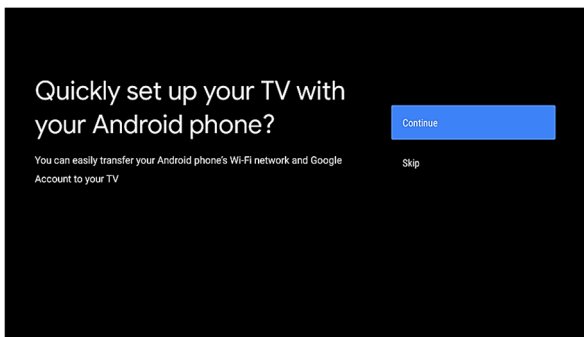 Quickly set up your TV with
your Android phone?
You can easily transfer your Android phone's Wi-Fi network and Google
Account to your TV
Continue
Skip